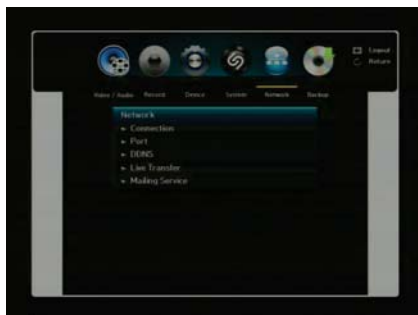 Logout
Return
Video / Audio Record Device System Network Backup
Network
Connection
Port
DDNS
Live Transfer
Mailing Service